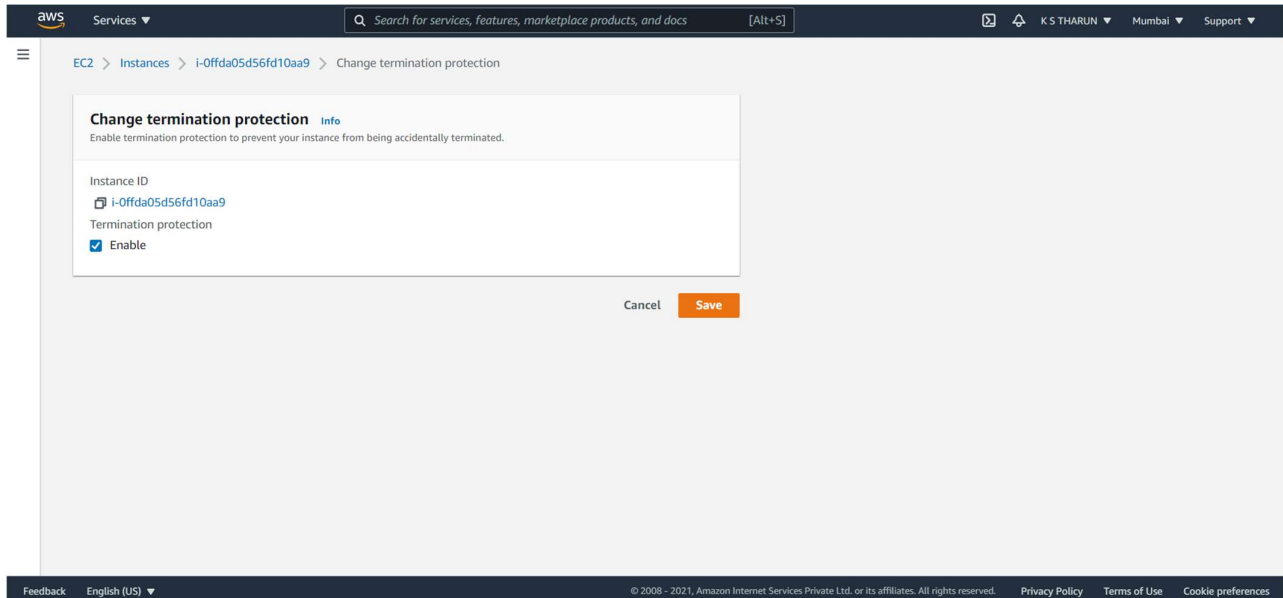 aws Services ▼ Search for services, features, marketplace products, and docs [Alt+S] K S THARUN ▼ Mumbai ▼ Support ▼
EC2 > Instances > i-0ffda05d56fd10aa9 > Change termination protection
Change termination protection Info
Enable termination protection to prevent your instance from being accidentally terminated.
Instance ID
i-0ffda05d56fd10aa9
Termination protection
Enable
Cancel Save
Feedback English (US) ▼ © 2008 - 2021, Amazon Internet Services Private Ltd. or its affiliates. All rights reserved. Privacy Policy Terms of Use Cookie preferences